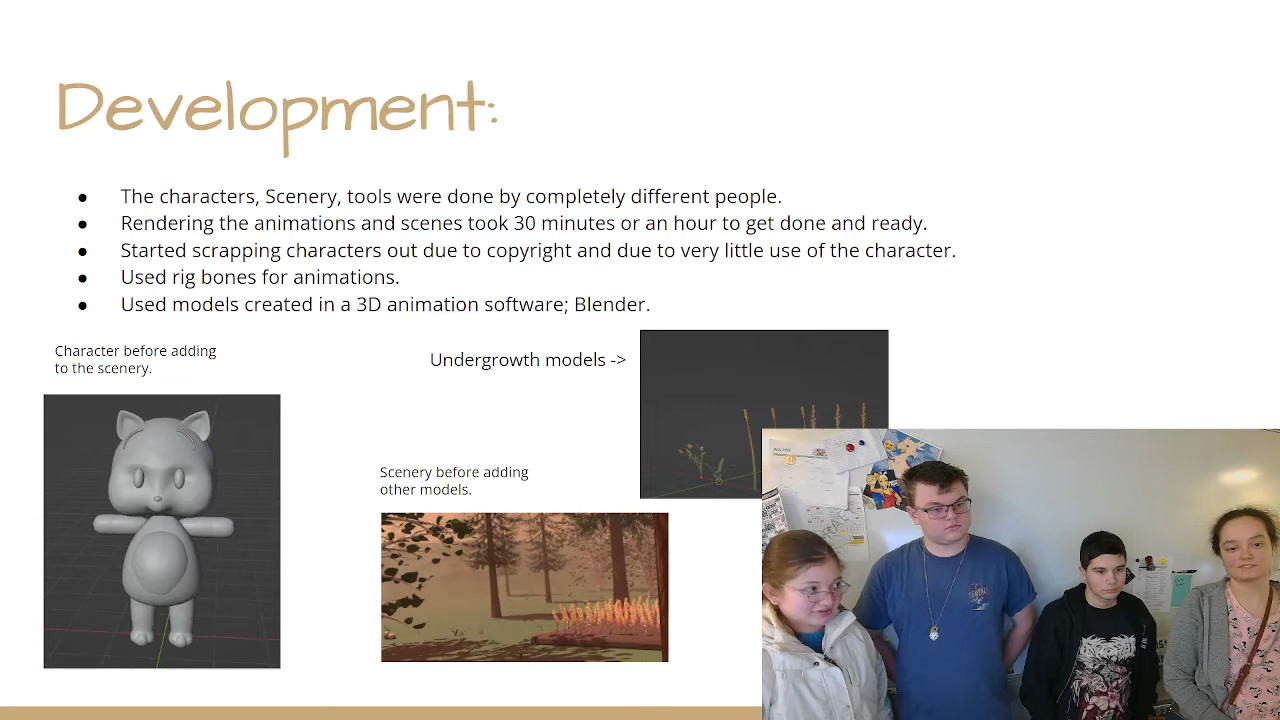 Development:
● The characters, Scenery, tools were done by completely different people.
● Rendering the animations and scenes took 30 minutes or an hour to get done and ready.
● Started scrapping characters out due to copyright and due to very little use of the character.
● Used rig bones for animations.
● Used models created in a 3D animation software; Blender.
Character before adding
to the scenery.
Undergrowth models ->
Scenery before adding
other models.